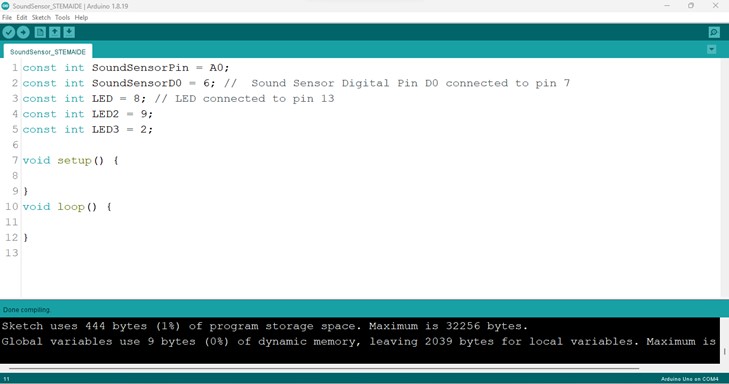 SoundSensor_STEMAIDE | Arduino 1.8.19
File Edit Sketch Tools Help
SoundSensor_STEMAIDE
1 const int SoundSensorPin = A0;
2 const int SoundSensorD0 = 6; //  Sound Sensor Digital Pin D0 connected to pin 7
3 const int LED = 8; // LED connected to pin 13
4 const int LED2 = 9;
5 const int LED3 = 2;
6
7 void setup() {
8
9 }
10 void loop() {
11
12 }
13
Done compiling.
Sketch uses 444 bytes (1%) of program storage space. Maximum is 32256 bytes.
Global variables use 9 bytes (0%) of dynamic memory, leaving 2039 bytes for local variables. Maximum is
11
Arduino Uno on COM4